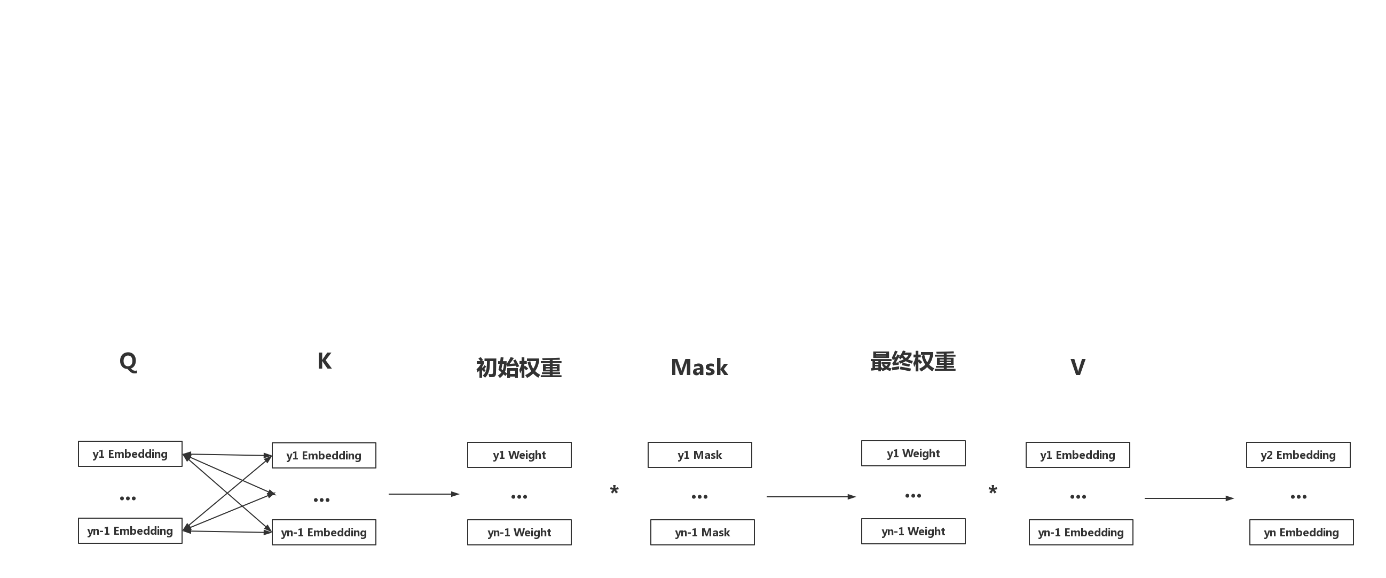 Q K 初始权重 Mask 最终权重 V
y1 Embedding y1 Embedding y1 Weight y1 Mask y1 Weight y1 Embedding y2 Embedding
... ... ... * ... ... * ... ...
yn-1 Embedding yn-1 Embedding yn-1 Weight yn-1 Mask yn-1 Weight yn-1 Embedding yn Embedding